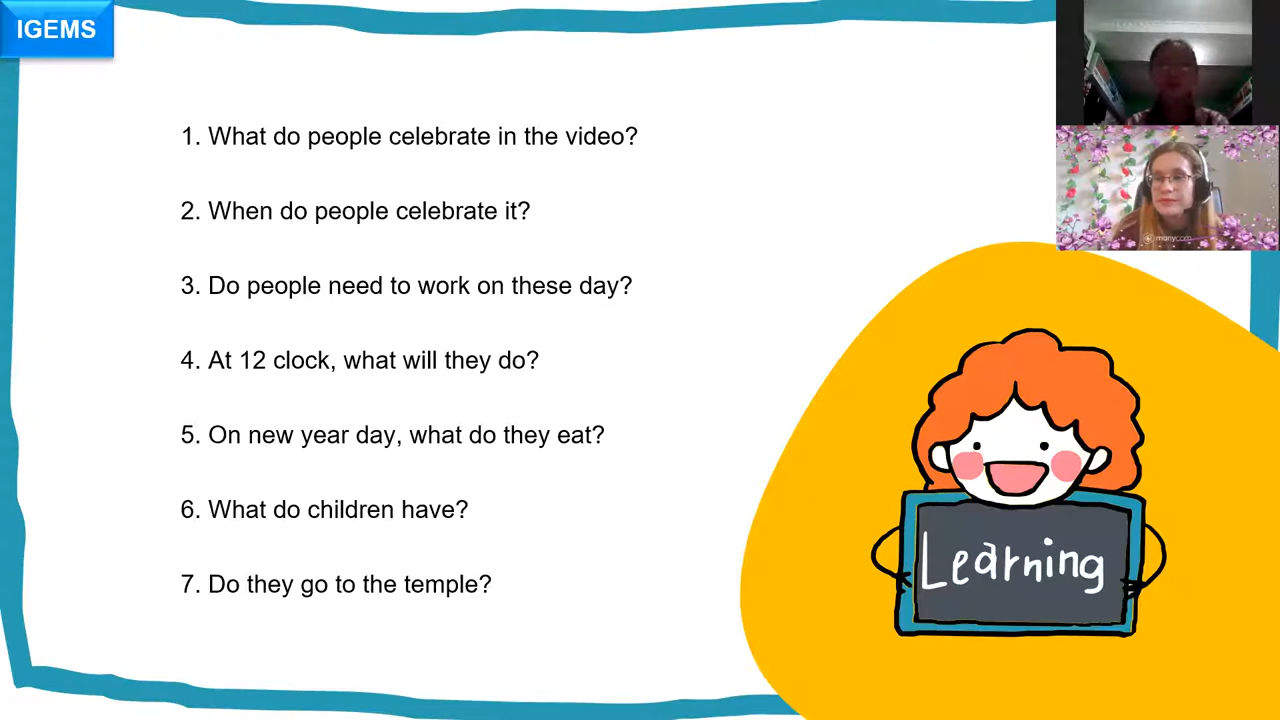 IGEMS
1. What do people celebrate in the video?
2. When do people celebrate it?
3. Do people need to work on these day?
4. At 12 clock, what will they do?
5. On new year day, what do they eat?
6. What do children have?
7. Do they go to the temple?
Learning
manycam